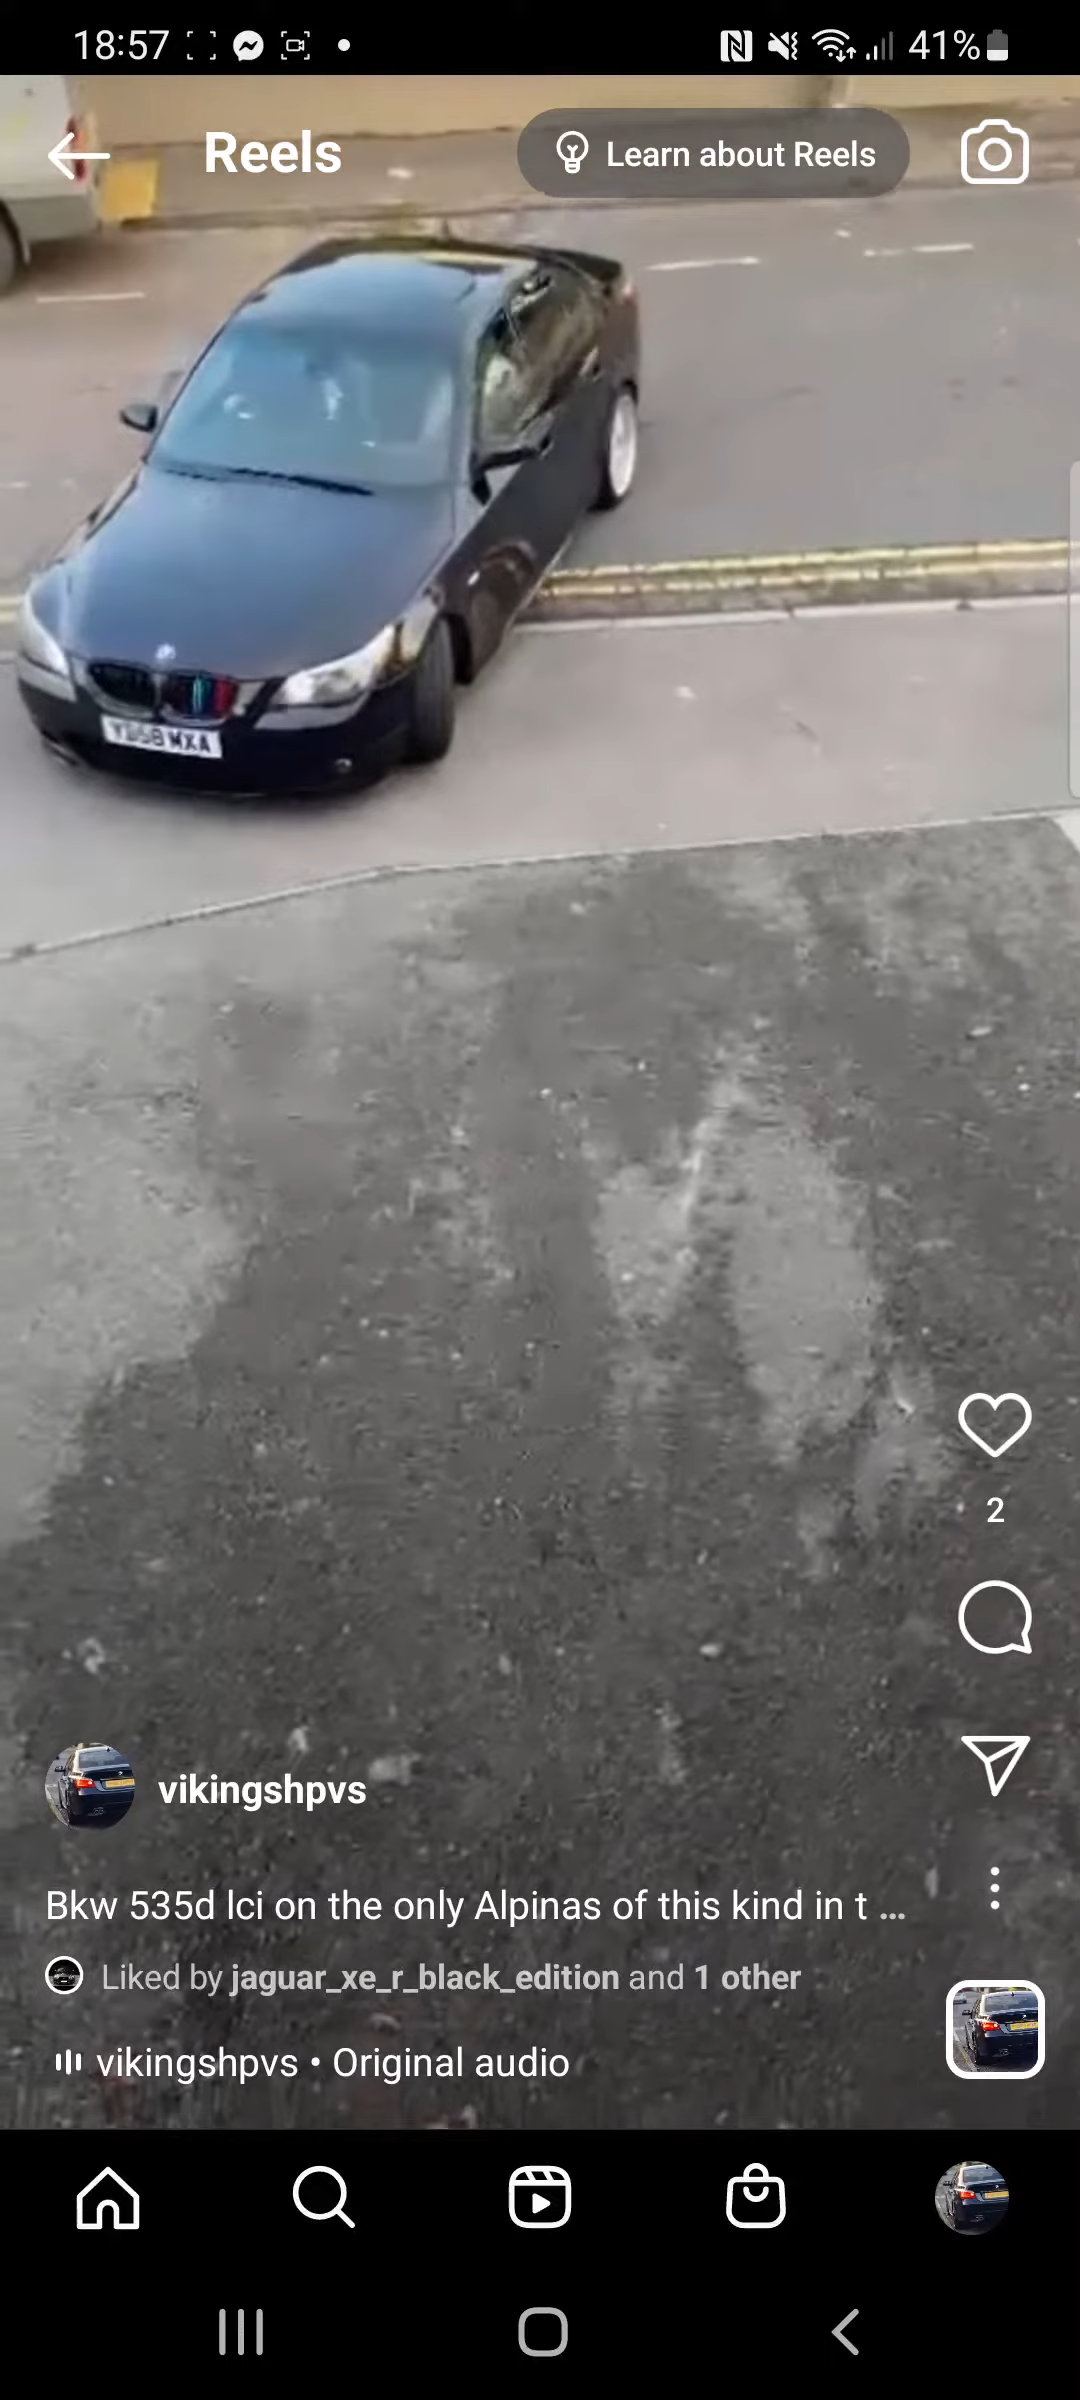 18:57
41%
Reels
Learn about Reels
2
vikingshpvs
Bkw 535d lci on the only Alpinas of this kind in t ...
Liked by jaguar_xe_r_black_edition and 1 other
vikingshpvs • Original audio